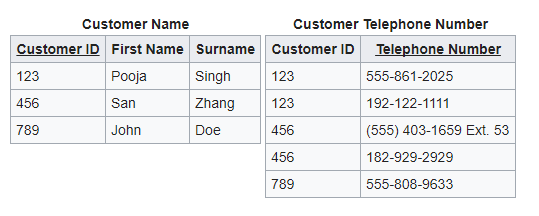 Customer Name
Customer ID First Name Surname
123 Pooja Singh
456 San Zhang
789 John Doe
Customer Telephone Number
Customer ID Telephone Number
123 555-861-2025
123 192-122-1111
456 (555) 403-1659 Ext. 53
456 182-929-2929
789 555-808-9633